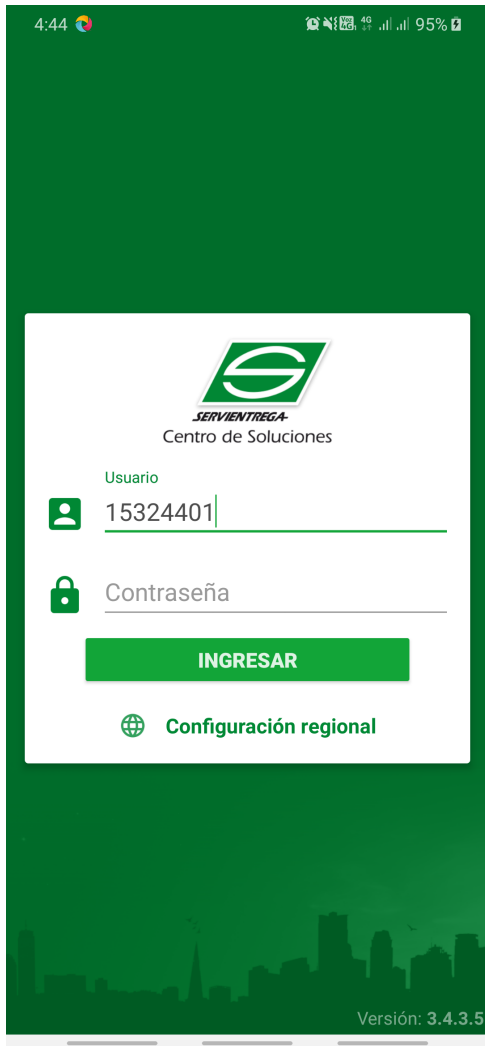 4:44 95%
SERVIENTREGA
Centro de Soluciones
Usuario
15324401
Contraseña
INGRESAR
Configuración regional
Versión: 3.4.3.5